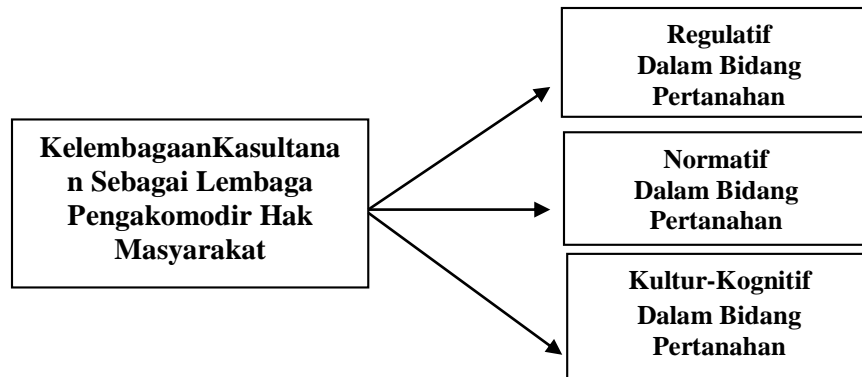 KelembagaanKasultana
n Sebagai Lembaga
Pengakomodir Hak
Masyarakat
Regulatif
Dalam Bidang
Pertanahan
Normatif
Dalam Bidang
Pertanahan
Kultur-Kognitif
Dalam Bidang
Pertanahan